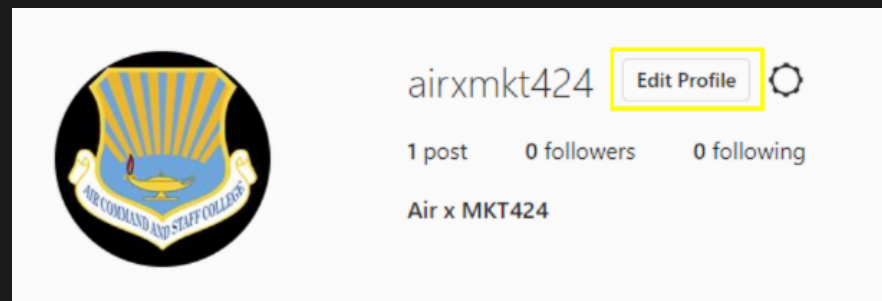 airxmkt424 Edit Profile
1 post 0 followers 0 following
Air x MKT424
AIR COMMAND AND STAFF COLLEGE